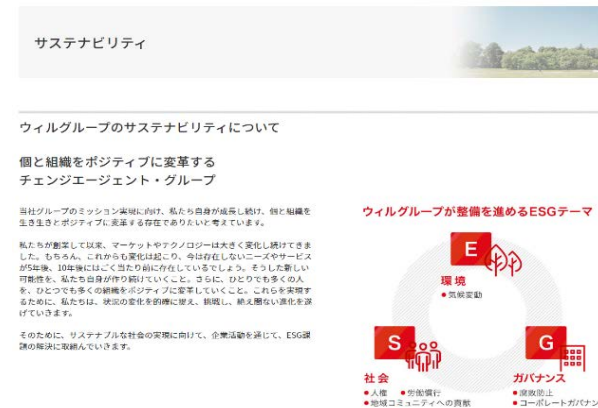 サステナビリティ
ウィルグループのサステナビリティについて
個と組織をポジティブに変革する
チェンジエージェント・グループ
当社グループのミッション実現に向け、私たち自身が成長し続け、個と組織を
生き生きとポジティブに変革する存在でありたいと考えています。
私たちが創業して以来、マーケットやテクノロジーは大きく変化し続けてきま
した。もちろん、これからも変化は起こり、今は存在しないニーズやサービス
が5年後、10年後にはごく当たり前に存在しているでしょう。そうした新しい
可能性を、私たち自身が作り続けていくこと。さらに、ひとりでも多くの人
を、ひとつでも多くの組織をポジティブに変革していくこと。これらを実現す
るために、私たちは、状況の変化を的確に捉え、挑戦し、絶え間ない進化を遂
げていきます。
そのために、サステナブルな社会の実現に向けて、企業活動を通じて、ESG課
題の解決に取組んでいきます。
ウィルグループが整備を進めるESGテーマ
E
環境
●気候変動
S
社会
●人権 ●労働慣行
●地域コミュニティへの貢献
G
ガバナンス
●腐敗防止
●コーポレートガバナン